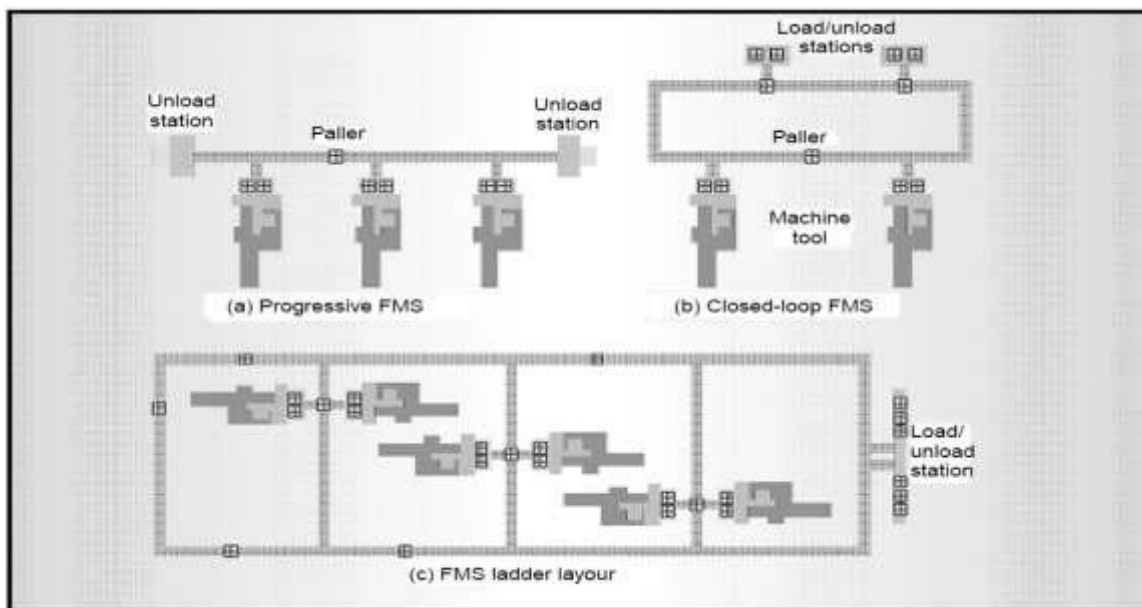 Load/unload
stations
Unload
station
Paller
Unload
station
Paller
Machine
tool
(a) Progressive FMS
(b) Closed-loop FMS
Load/
unload
station
(c) FMS ladder layour